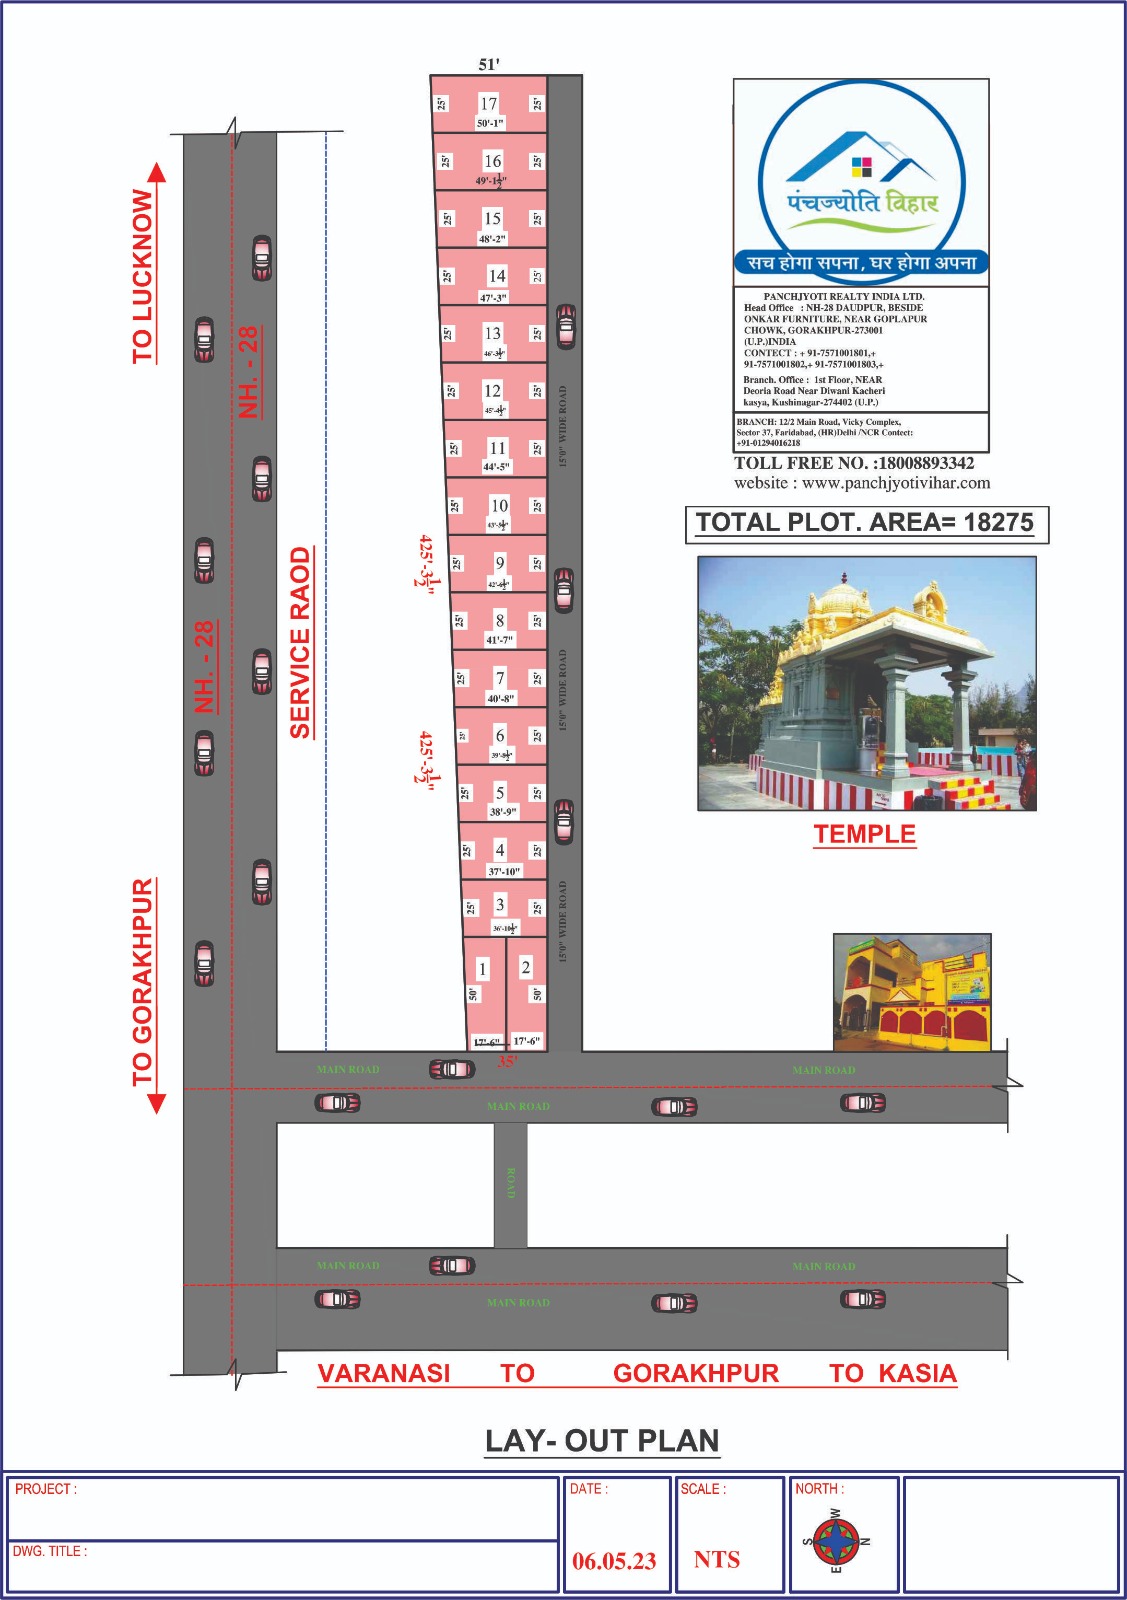 51'
25' 17 25'
50'-1"
25' 16 25'
49'-1½"
25' 15 25'
48'-2"
25' 14 25'
47'-3"
25' 13 25'
46'-3½"
25' 12 25'
45'-4½"
25' 11 25'
44'-5"
25' 10 25'
43'-5½"
25' 9 25'
42'-6½"
25' 8 25'
41'-7"
25' 7 25'
40'-8"
25' 6 25'
39'-8½"
25' 5 25'
38'-9"
25' 4 25'
37'-10"
25' 3 25'
36'-10½"
1 2
50' 50'
17'-6" 17'-6"
35'
425'-3½"
425'-3½"
15'0" WIDE ROAD
15'0" WIDE ROAD
15'0" WIDE ROAD
TO LUCKNOW
NH. - 28
NH. - 28
SERVICE RAOD
TO GORAKHPUR
पंचज्योति विहार
सच होगा सपना, घर होगा अपना
PANCHJYOTI REALTY INDIA LTD.
Head Office : NH-28 DAUDPUR, BESIDE
ONKAR FURNITURE, NEAR GOPLAPUR
CHOWK, GORAKHPUR-273001
(U.P.)INDIA
CONTECT : + 91-7571001801,+
91-7571001802,+ 91-7571001803,+
Branch. Office : 1st Floor, NEAR
Deoria Road Near Diwani Kacheri
kasya, Kushinagar-274402 (U.P.)
BRANCH: 12/2 Main Road, Vicky Complex,
Sector 37, Faridabad, (HR)Delhi /NCR Contect:
+91-01294016218
TOLL FREE NO. :18008893342
website : www.panchjyotivihar.com
TOTAL PLOT. AREA= 18275
TEMPLE
MAIN ROAD MAIN ROAD
MAIN ROAD
ROAD
MAIN ROAD MAIN ROAD
MAIN ROAD
VARANASI TO GORAKHPUR TO KASIA
LAY- OUT PLAN
PROJECT :
DWG. TITLE :
DATE :
06.05.23
SCALE :
NTS
NORTH :
W
S N
E